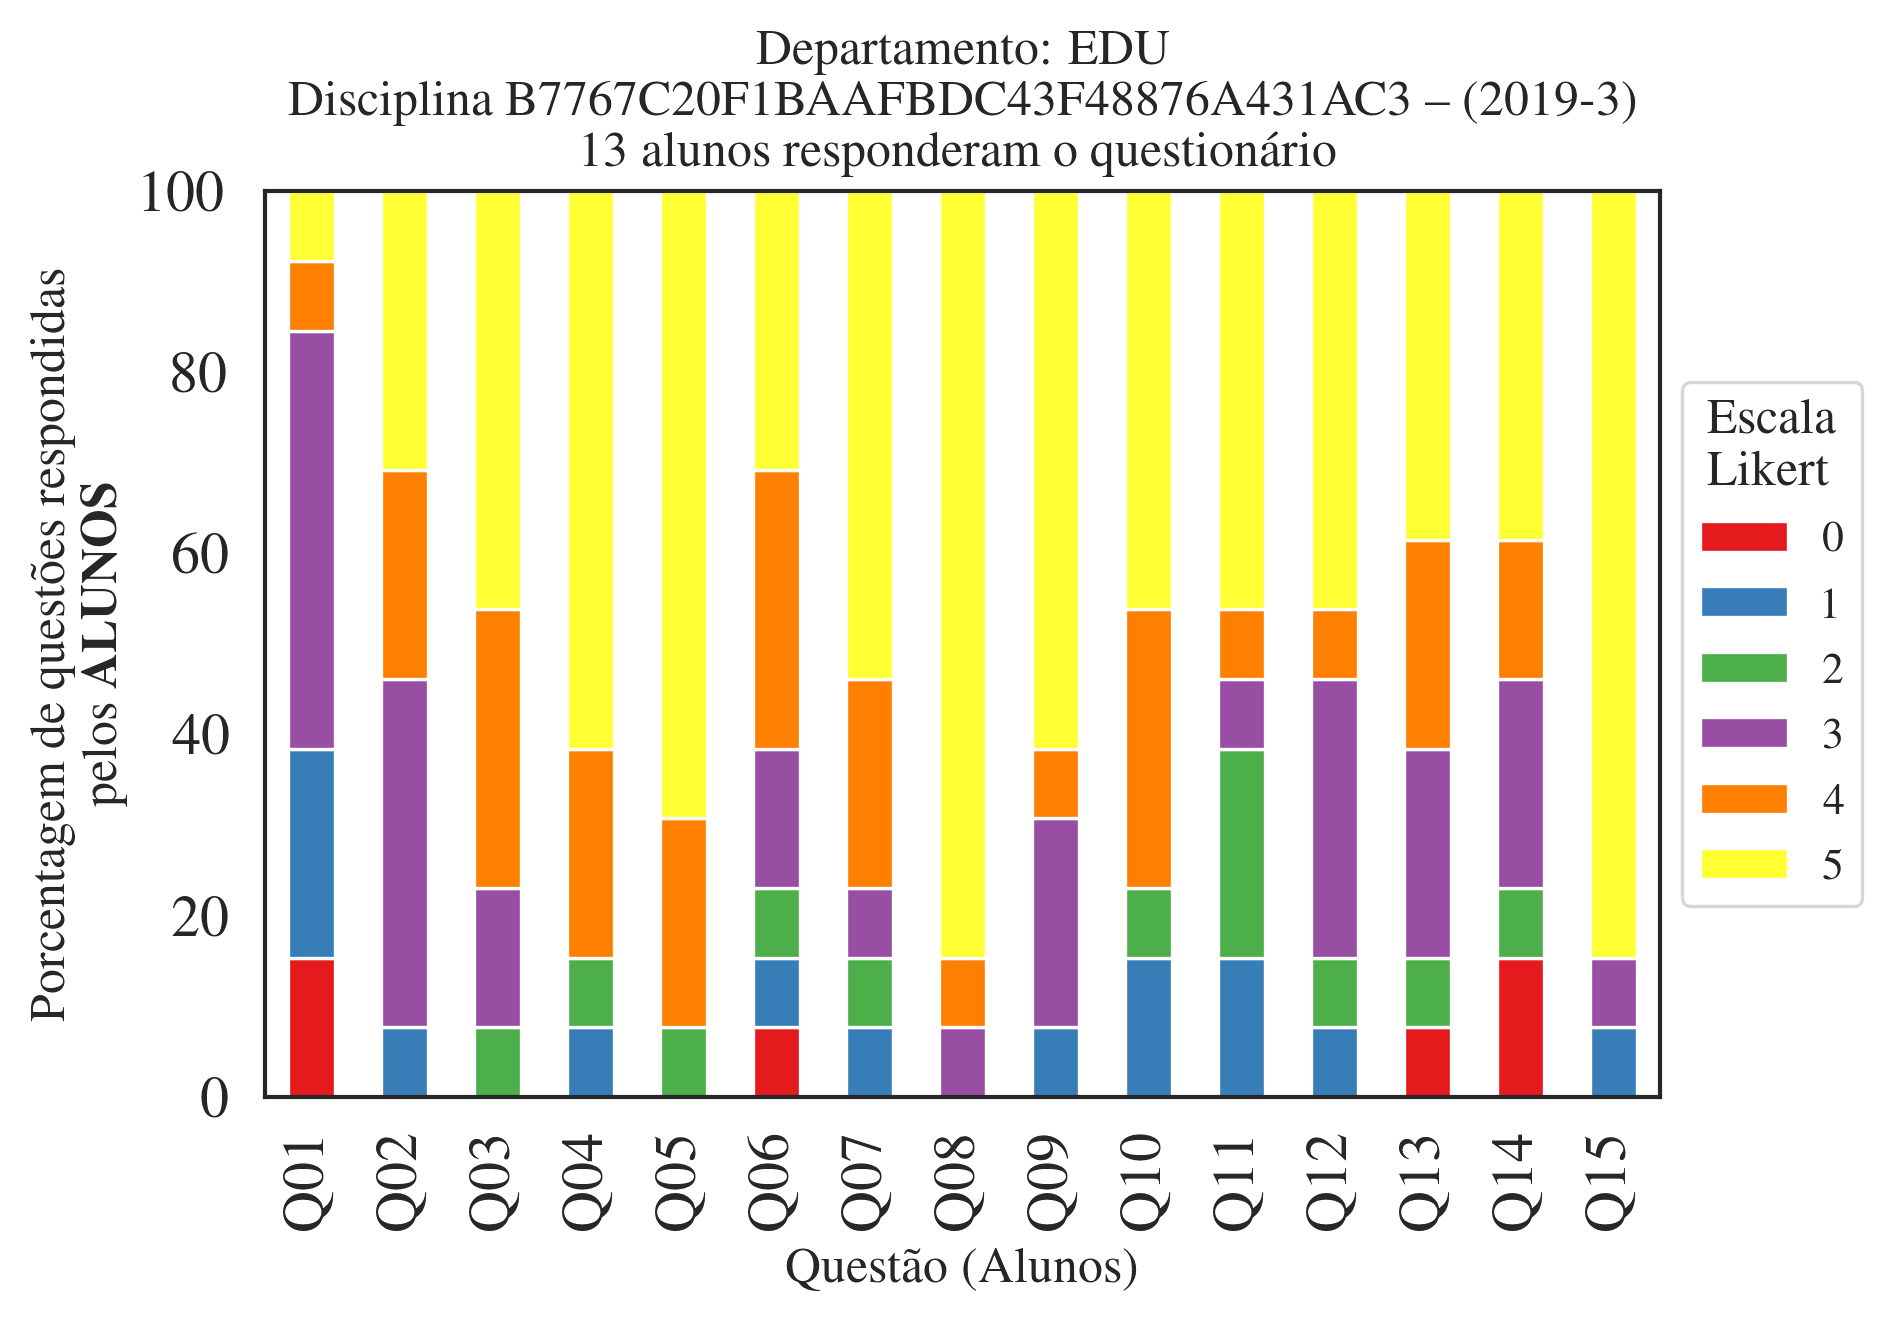 Departamento: EDU
Disciplina B7767C20F1BAAFBDC43F48876A431AC3 – (2019-3)
13 alunos responderam o questionário
Porcentagem de questões respondidas
pelos ALUNOS
100
80
60
40
20
0
Q01
Q02
Q03
Q04
Q05
Q06
Q07
Q08
Q09
Q10
Q11
Q12
Q13
Q14
Q15
Questão (Alunos)
Escala
Likert
0
1
2
3
4
5